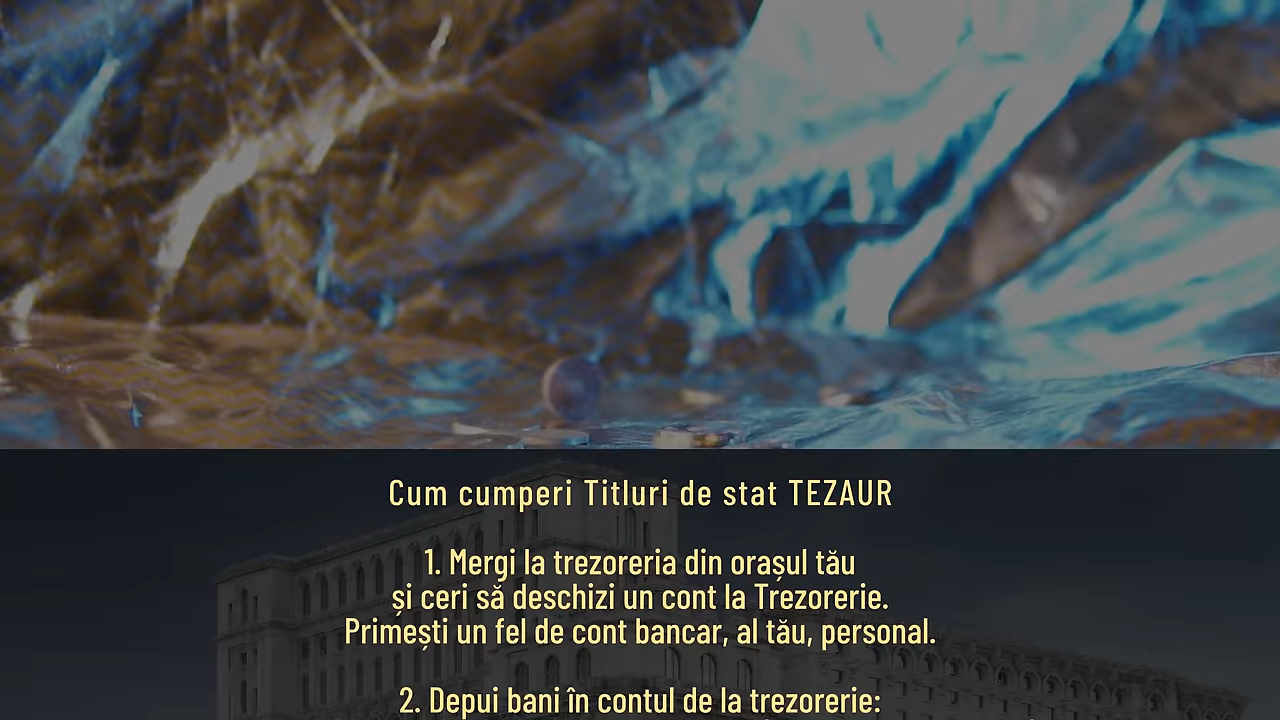 Cum cumperi Titluri de stat TEZAUR
1. Mergi la trezoreria din orașul tău
și ceri să deschizi un cont la Trezorerie.
Primești un fel de cont bancar, al tău, personal.
2. Depui bani în contul de la trezorerie: